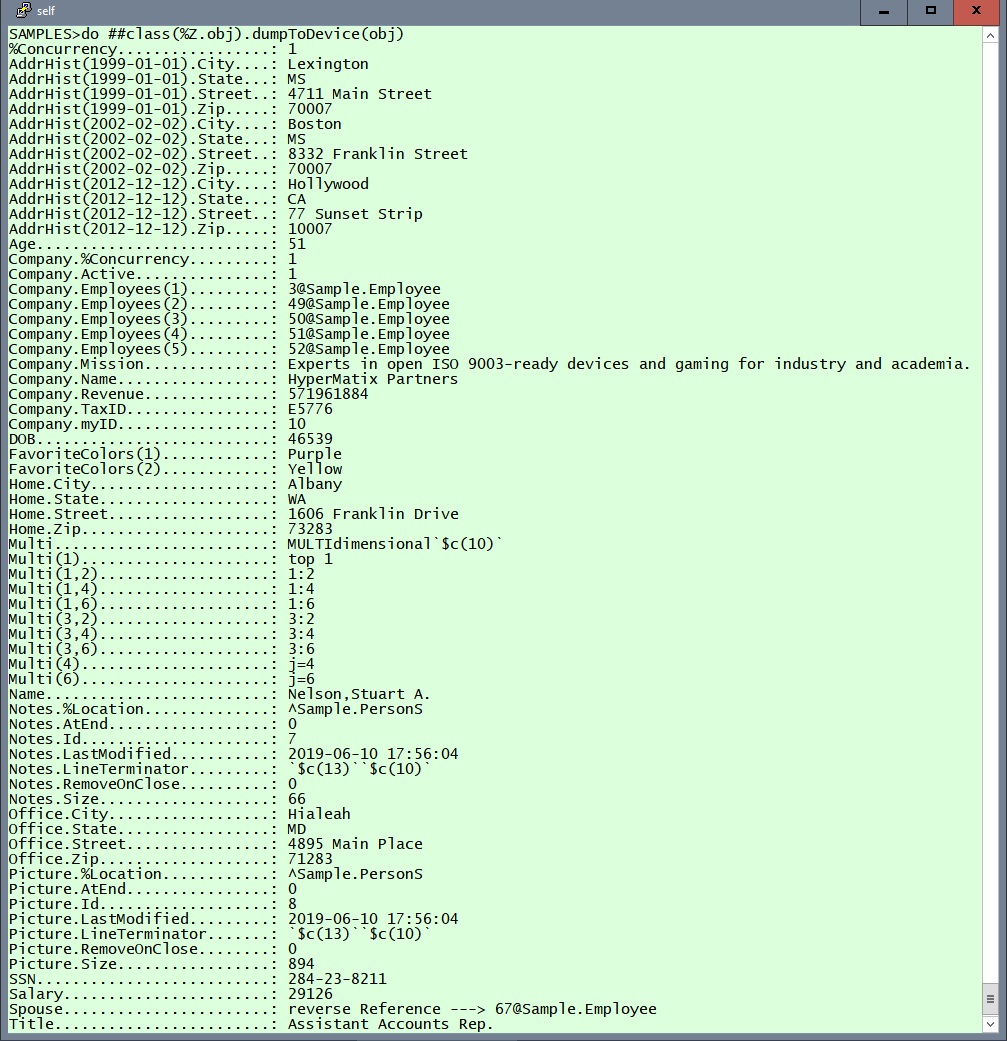 self
SAMPLES>do ##class(%Z.obj).dumpToDevice(obj)
%Concurrency.................: 1
AddrHist(1999-01-01).City....: Lexington
AddrHist(1999-01-01).State...: MS
AddrHist(1999-01-01).Street..: 4711 Main Street
AddrHist(1999-01-01).Zip.....: 70007
AddrHist(2002-02-02).City....: Boston
AddrHist(2002-02-02).State...: MS
AddrHist(2002-02-02).Street..: 8332 Franklin Street
AddrHist(2002-02-02).Zip.....: 70007
AddrHist(2012-12-12).City....: Hollywood
AddrHist(2012-12-12).State...: CA
AddrHist(2012-12-12).Street..: 77 Sunset Strip
AddrHist(2012-12-12).Zip.....: 10007
Age..........................: 51
Company.%Concurrency.........: 1
Company.Active...............: 1
Company.Employees(1).........: 3@Sample.Employee
Company.Employees(2).........: 49@Sample.Employee
Company.Employees(3).........: 50@Sample.Employee
Company.Employees(4).........: 51@Sample.Employee
Company.Employees(5).........: 52@Sample.Employee
Company.Mission..............: Experts in open ISO 9003-ready devices and gaming for industry and academia.
Company.Name.................: HyperMatix Partners
Company.Revenue..............: 571961884
Company.TaxID................: E5776
Company.myID.................: 10
DOB..........................: 46539
FavoriteColors(1)............: Purple
FavoriteColors(2)............: Yellow
Home.City....................: Albany
Home.State...................: WA
Home.Street..................: 1606 Franklin Drive
Home.Zip.....................: 73283
Multi........................: MULTIdimensional`$c(10)`
Multi(1).....................: top 1
Multi(1,2)...................: 1:2
Multi(1,4)...................: 1:4
Multi(1,6)...................: 1:6
Multi(3,2)...................: 3:2
Multi(3,4)...................: 3:4
Multi(3,6)...................: 3:6
Multi(4).....................: j=4
Multi(6).....................: j=6
Name.........................: Nelson,Stuart A.
Notes.%Location..............: ^Sample.PersonS
Notes.AtEnd..................: 0
Notes.Id.....................: 7
Notes.LastModified...........: 2019-06-10 17:56:04
Notes.LineTerminator.........: `$c(13)``$c(10)`
Notes.RemoveOnClose..........: 0
Notes.Size...................: 66
Office.City..................: Hialeah
Office.State.................: MD
Office.Street................: 4895 Main Place
Office.Zip...................: 71283
Picture.%Location............: ^Sample.PersonS
Picture.AtEnd................: 0
Picture.Id...................: 8
Picture.LastModified.........: 2019-06-10 17:56:04
Picture.LineTerminator.......: `$c(13)``$c(10)`
Picture.RemoveOnClose........: 0
Picture.Size.................: 894
SSN..........................: 284-23-8211
Salary.......................: 29126
Spouse.......................: reverse Reference ---> 67@Sample.Employee
Title........................: Assistant Accounts Rep.